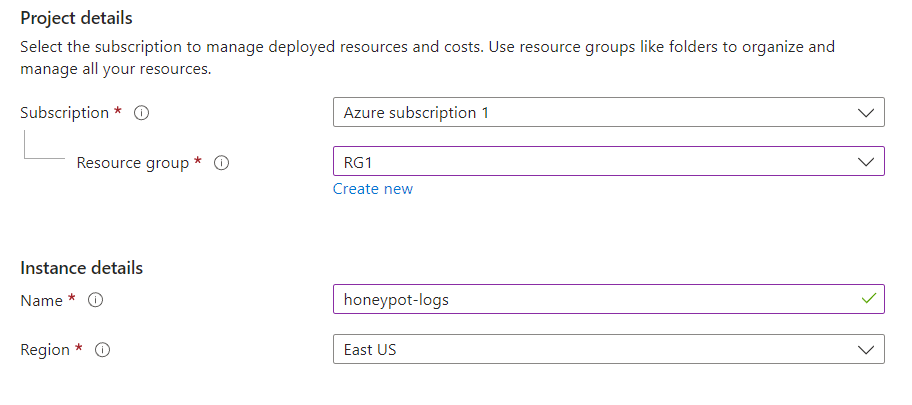 Project details
Select the subscription to manage deployed resources and costs. Use resource groups like folders to organize and
manage all your resources.
Subscription *
Azure subscription 1
Resource group *
RG1
Create new
Instance details
Name *
honeypot-logs
Region *
East US